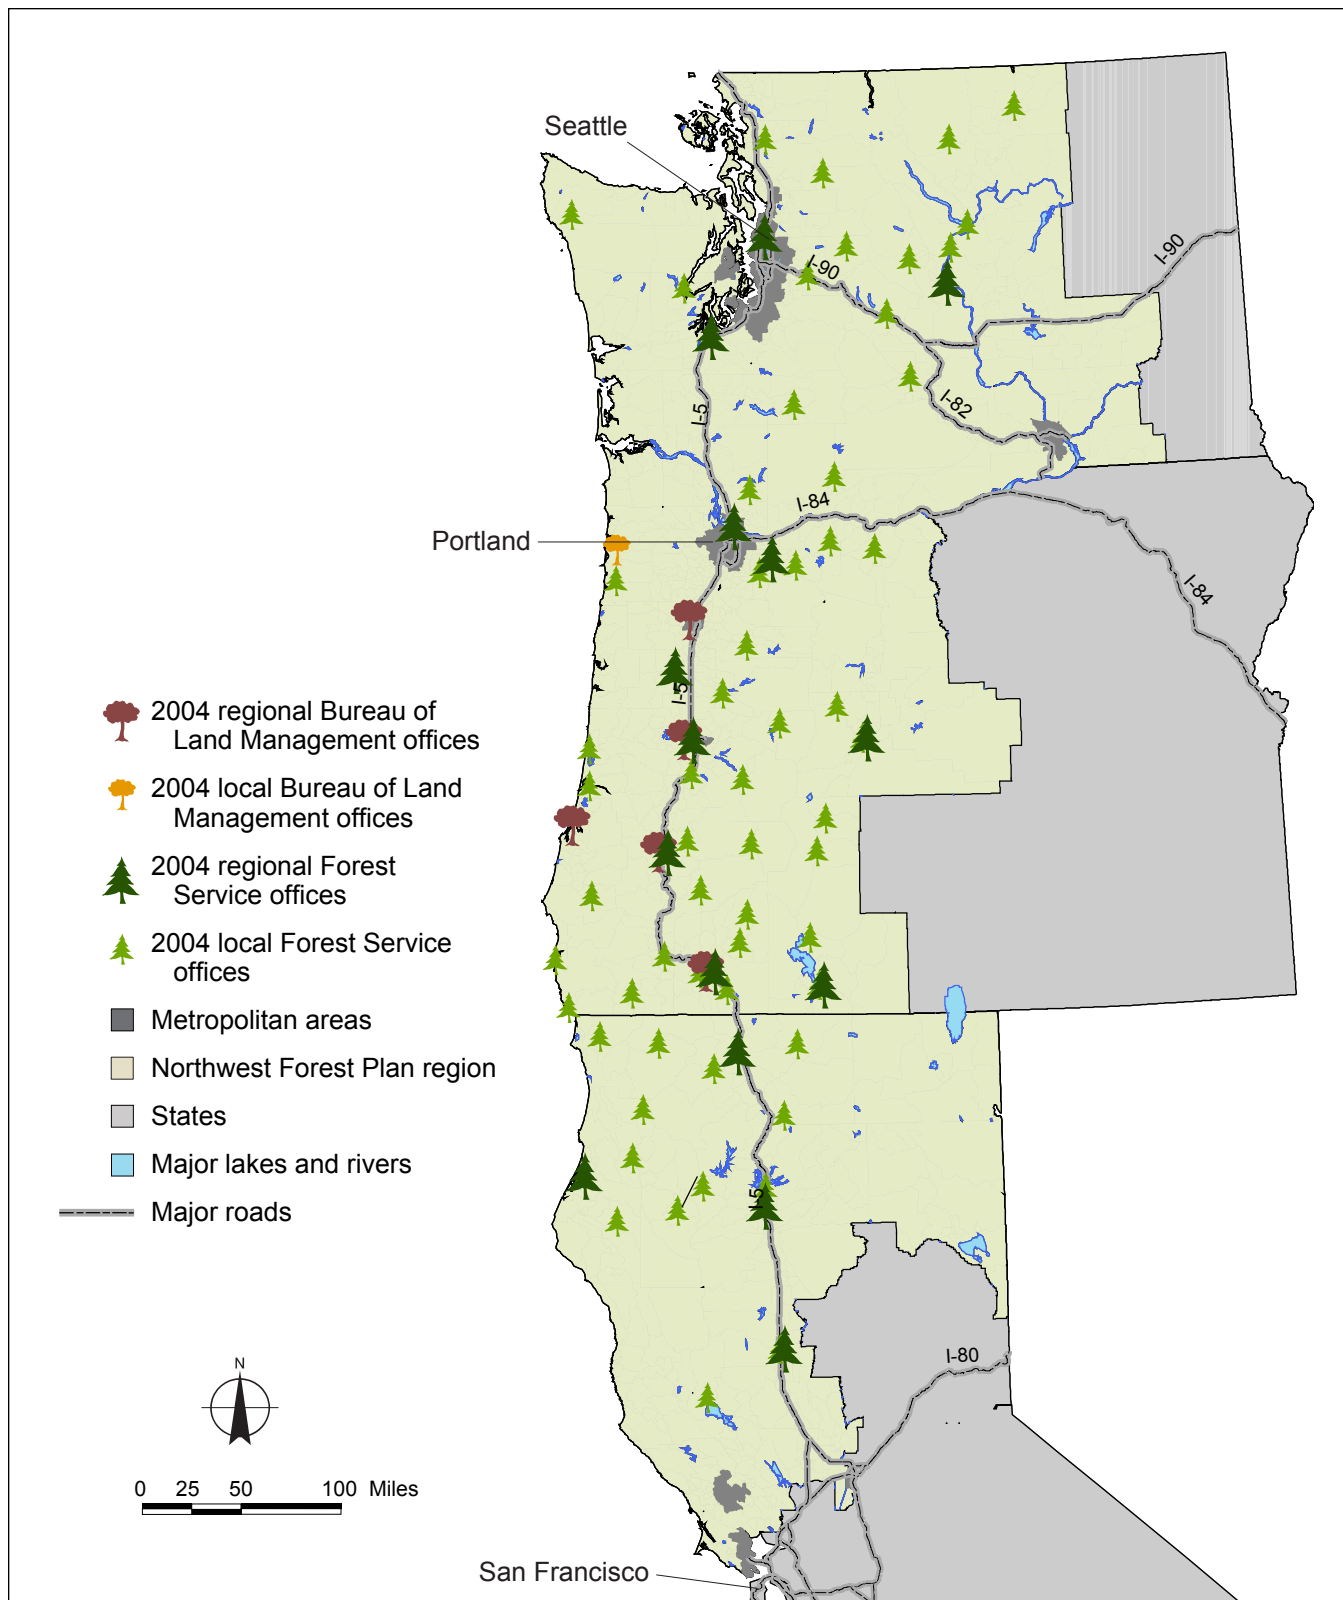 Seattle
I-90
I-90
I-5
I-82
I-84
Portland
I-84
I-5
2004 regional Bureau of
Land Management offices
2004 local Bureau of Land
Management offices
2004 regional Forest
Service offices
2004 local Forest Service
offices
Metropolitan areas
Northwest Forest Plan region
States
Major lakes and rivers
I-5
Major roads
I-80
N
0 25 50 100 Miles
San Francisco